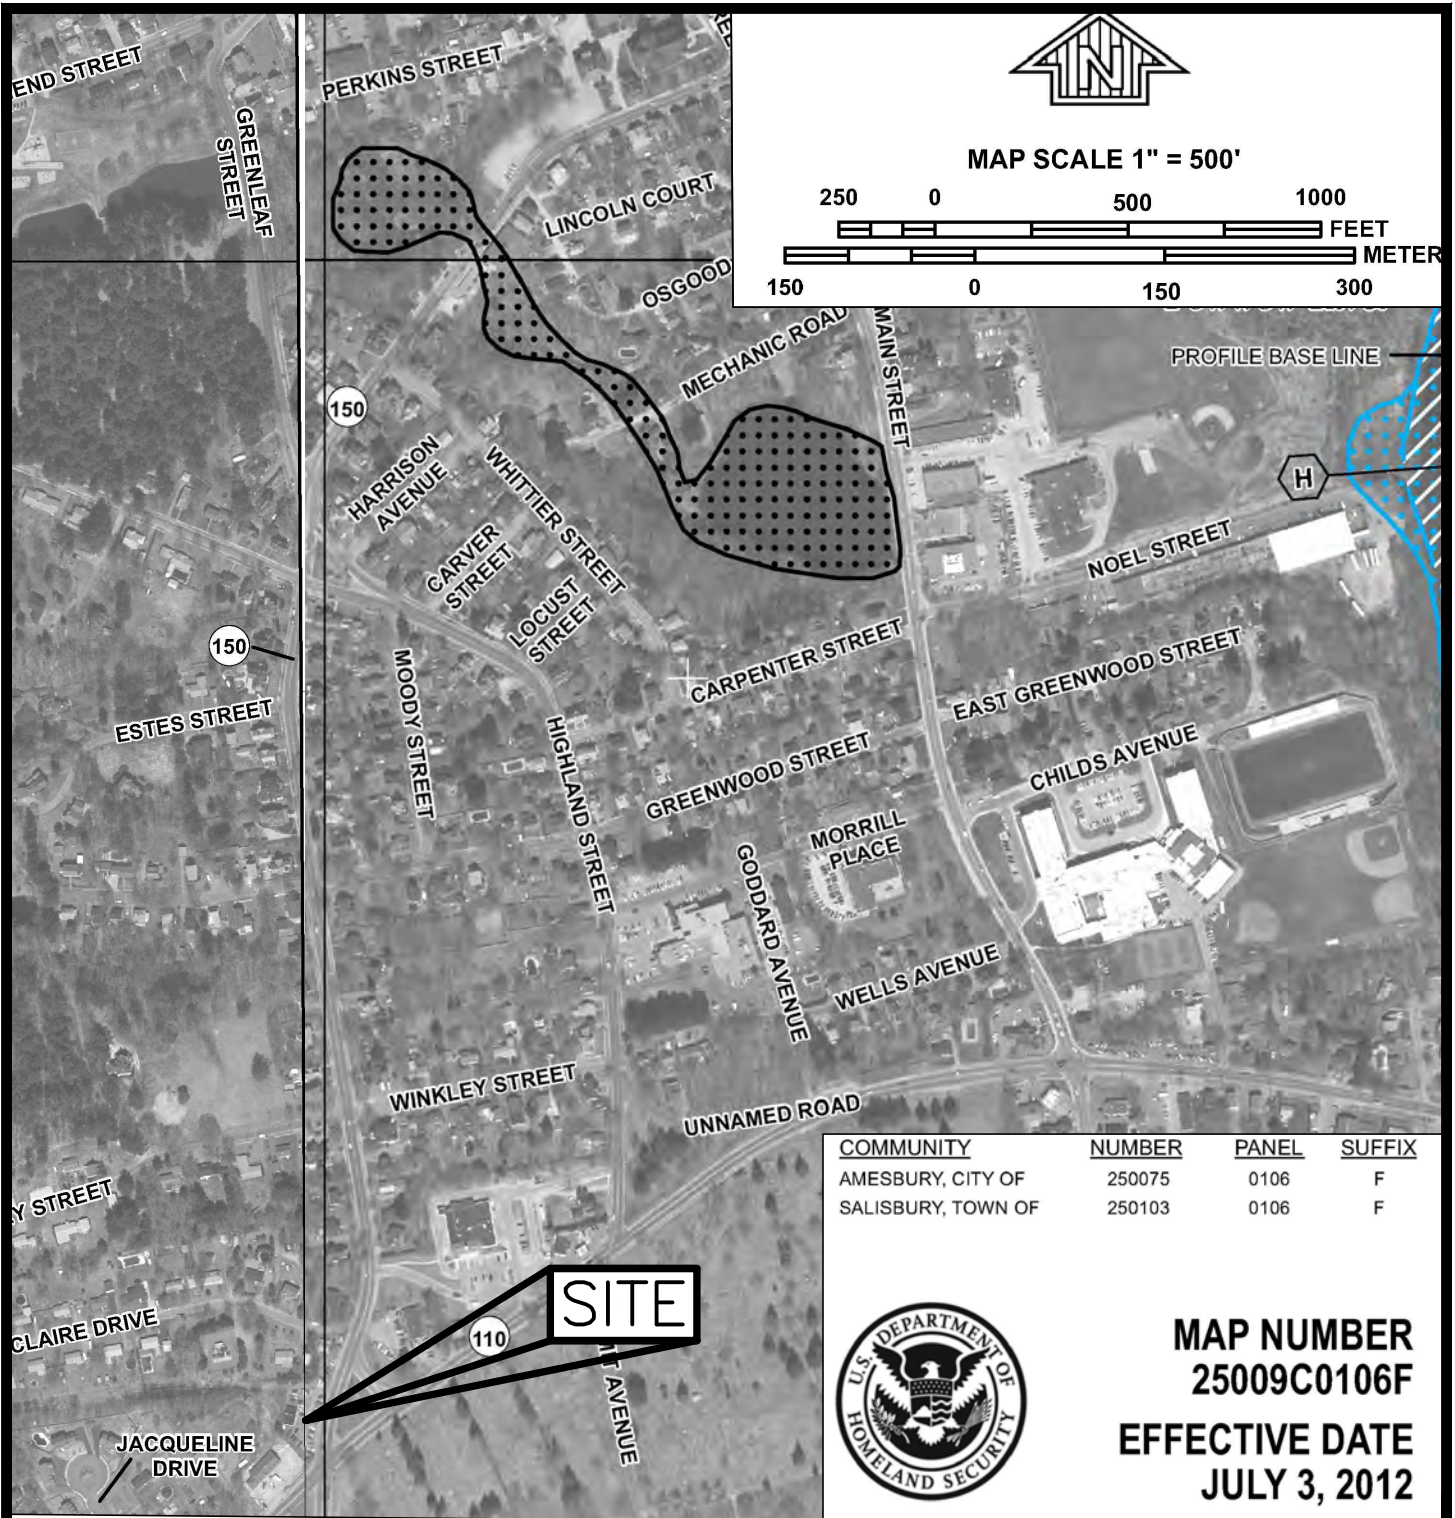 END STREET
GREENLEAF
STREET
PERKINS STREET
LINCOLN COURT
OSGOOD
MECHANIC ROAD
MAIN STREET
N
MAP SCALE 1" = 500'
250 0 500 1000
FEET
METER
150 0 150 300
PROFILE BASE LINE
H
150
HARRISON
AVENUE
WHITTIER STREET
CARVER
STREET
LOCUST
STREET
NOEL STREET
150
MOODY STREET
ESTES STREET
CARPENTER STREET
EAST GREENWOOD STREET
HIGHLAND STREET
GREENWOOD STREET
CHILDS AVENUE
MORRILL
PLACE
GODDARD AVENUE
WELLS AVENUE
WINKLEY STREET
UNNAMED ROAD
Y STREET
CLAIRE DRIVE
SITE
110
AVENUE
JACQUELINE
DRIVE
COMMUNITY NUMBER PANEL SUFFIX
AMESBURY, CITY OF 250075 0106 F
SALISBURY, TOWN OF 250103 0106 F
U.S. DEPARTMENT OF
HOMELAND SECURITY
MAP NUMBER
25009C0106F
EFFECTIVE DATE
JULY 3, 2012